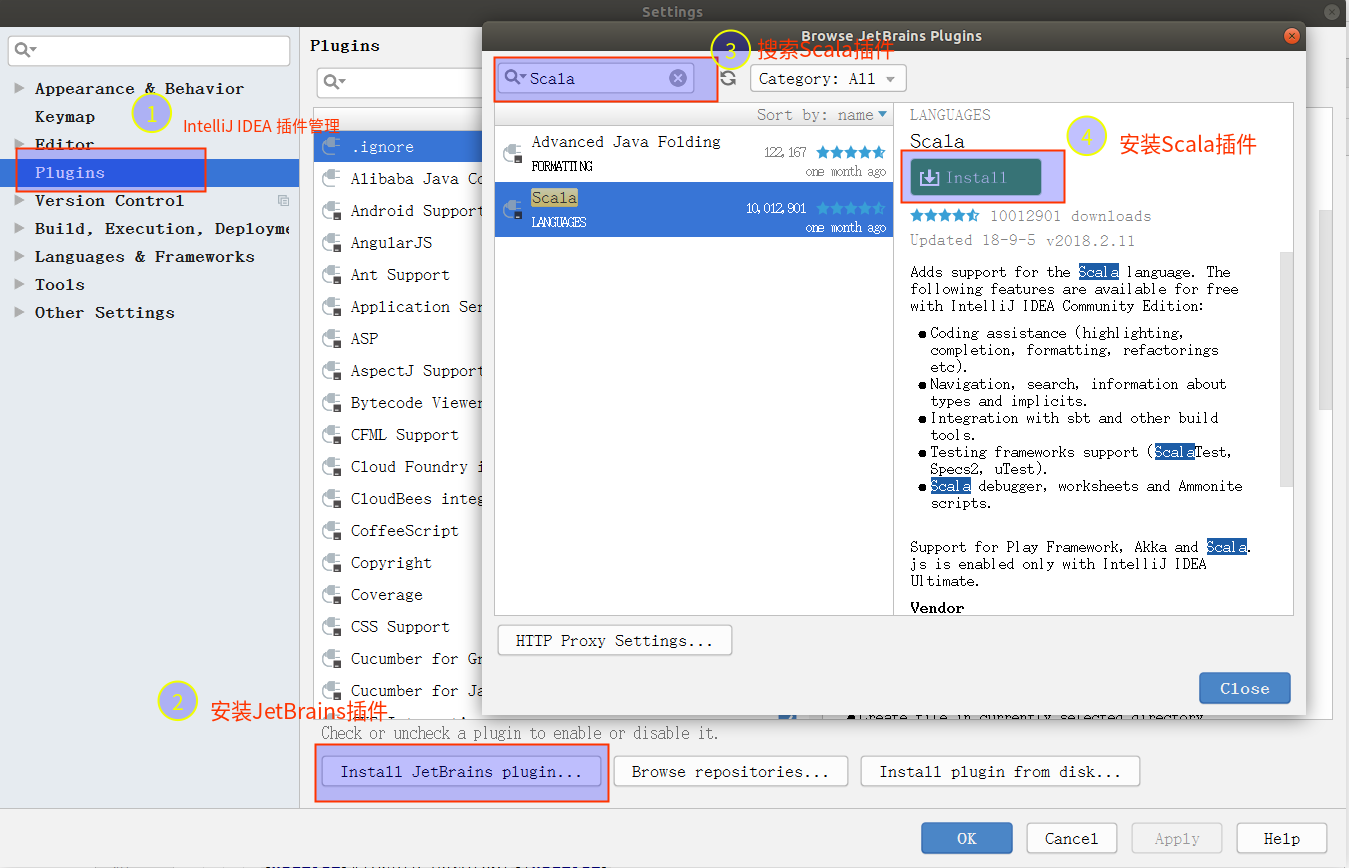 Settings
Plugins
Appearance & Behavior
Keymap
1
IntelliJ IDEA 插件管理
Editor
Plugins
Version Control
Build, Execution, Deployme
Languages & Frameworks
Tools
Other Settings
.ignore
Alibaba Java Co
Android Support
AngularJS
Ant Support
Application Ser
ASP
AspectJ Support
Bytecode Viewer
CFML Support
Cloud Foundry i
CloudBees integ
CoffeeScript
Copyright
Coverage
CSS Support
Cucumber for Gr
Cucumber for Ja
2
安装JetBrains插件
Check or uncheck a plugin to enable or disable it.
Install JetBrains plugin...
Browse repositories...
Install plugin from disk...
Create file in currently selected directory
OK
Cancel
Apply
Help
Browse JetBrains Plugins
3
搜索Scala插件
Scala
Category: All
Sort by: name
Advanced Java Folding
122,167
FORMATTING
one month ago
Scala
10,012,901
LANGUAGES
one month ago
LANGUAGES
Scala
4
安装Scala插件
Install
10012901 downloads
Updated 18-9-5 v2018.2.11
Adds support for the Scala language. The
following features are available for free
with IntelliJ IDEA Community Edition:
● Coding assistance (highlighting,
completion, formatting, refactorings
etc).
● Navigation, search, information about
types and implicits.
● Integration with sbt and other build
tools.
● Testing frameworks support (ScalaTest,
Specs2, uTest).
● Scala debugger, worksheets and Ammonite
scripts.
Support for Play Framework, Akka and Scala.
js is enabled only with IntelliJ IDEA
Ultimate.
Vendor
HTTP Proxy Settings...
Close